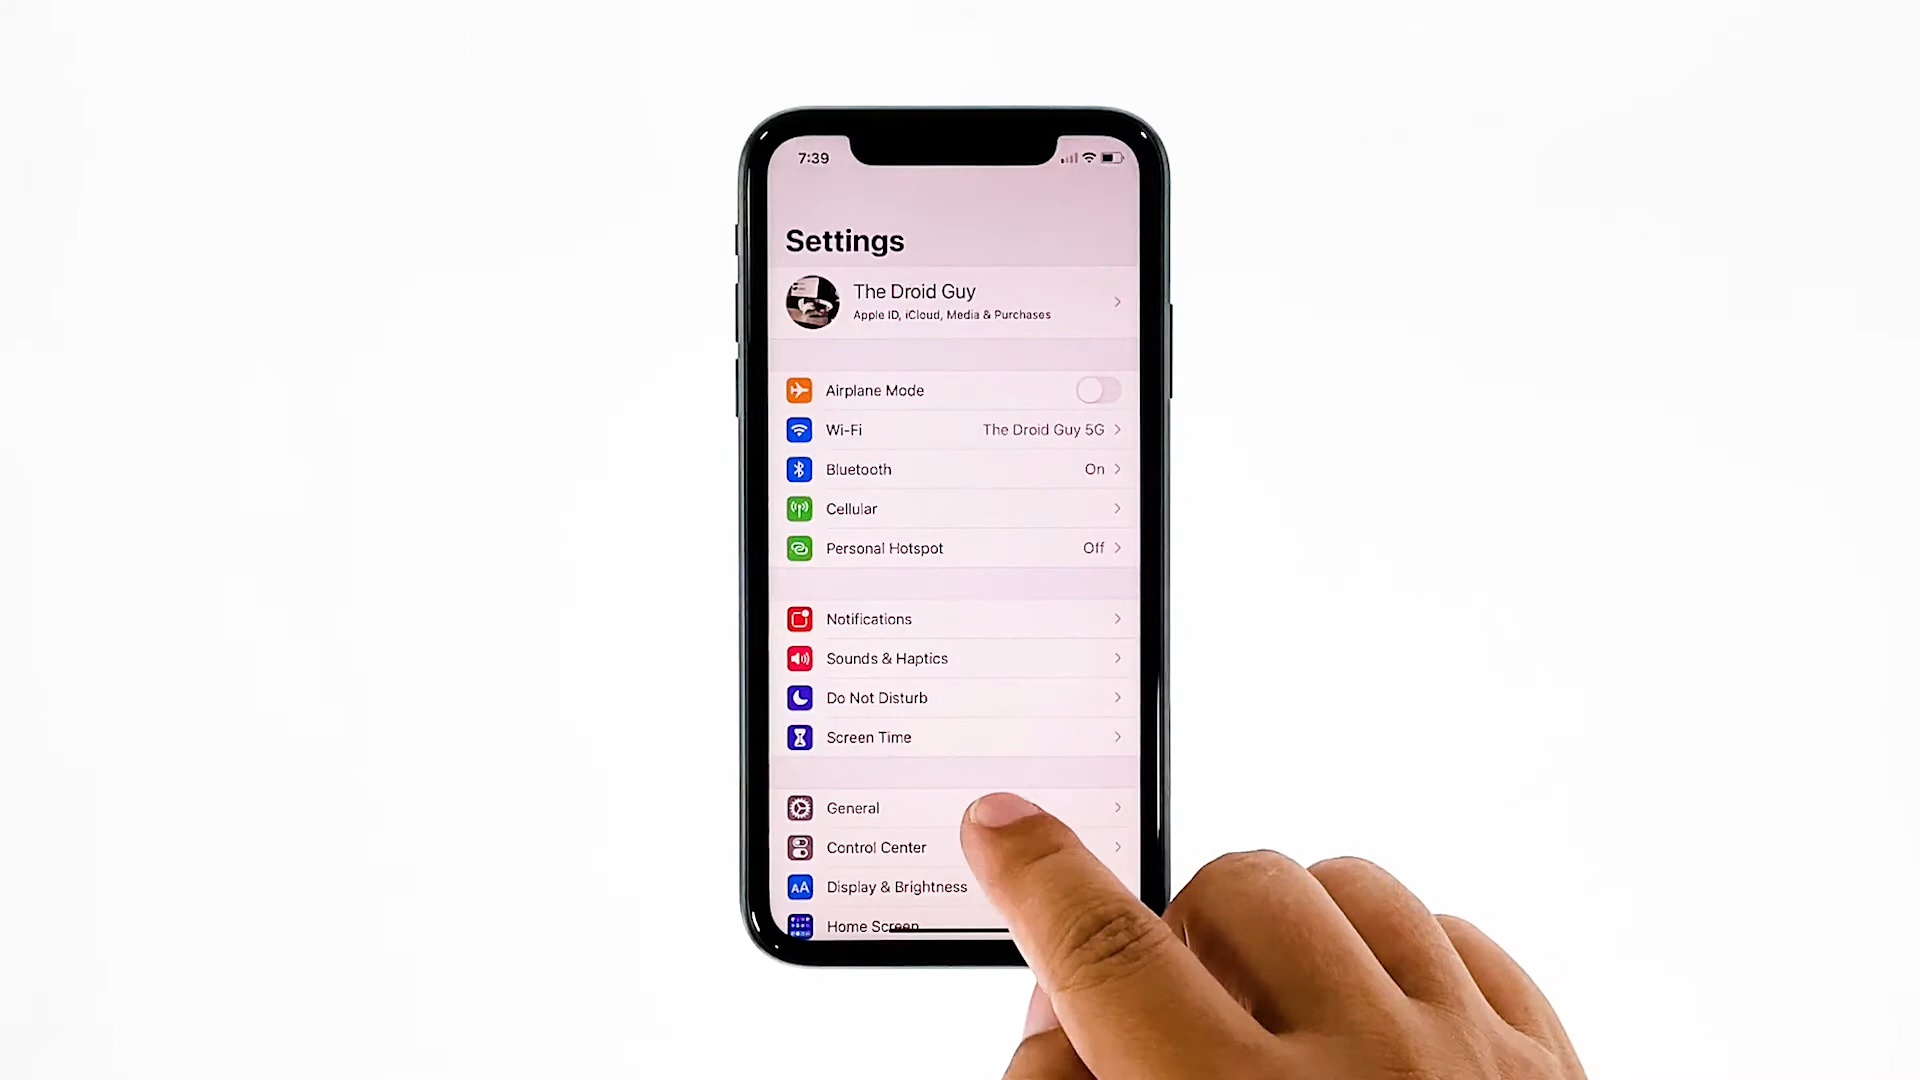 7:39
Settings
The Droid Guy
Apple ID, iCloud, Media & Purchases
Airplane Mode
Wi-Fi The Droid Guy 5G
Bluetooth On
Cellular
Personal Hotspot Off
Notifications
Sounds & Haptics
Do Not Disturb
Screen Time
General
Control Center
AA Display & Brightness
Home Screen